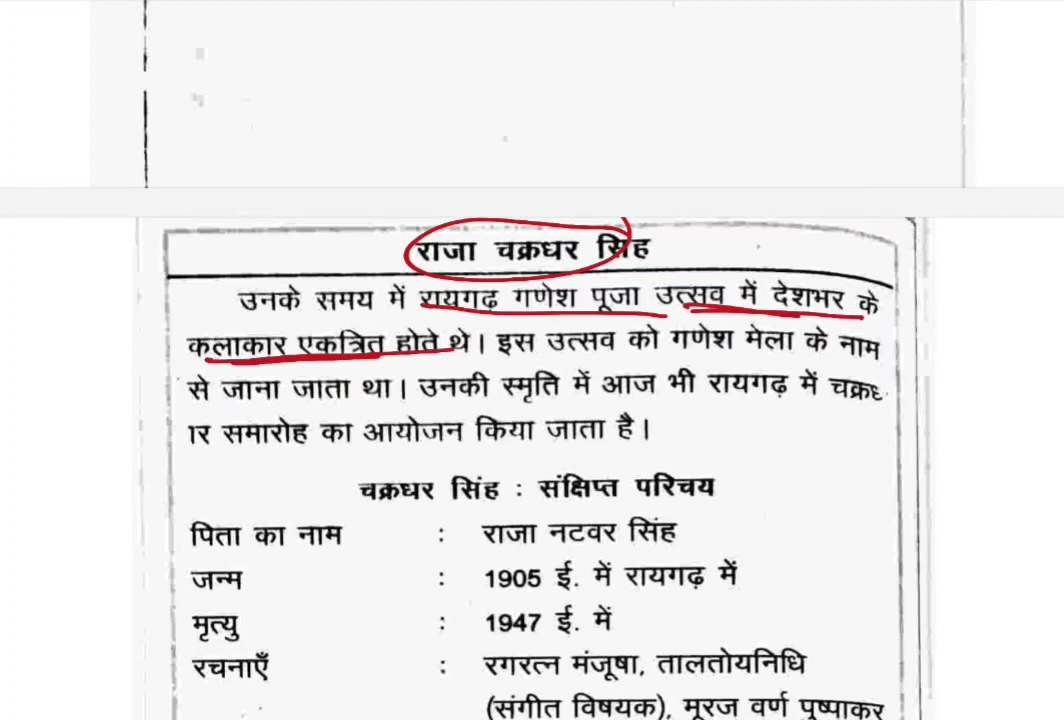 राजा चक्रधर सिंह
उनके समय में रायगढ़ गणेश पूजा उत्सव में देशभर के
कलाकार एकत्रित होते थे। इस उत्सव को गणेश मेला के नाम
से जाना जाता था। उनकी स्मृति में आज भी रायगढ़ में चक्रध
ार समारोह का आयोजन किया जाता है।
चक्रधर सिंह : संक्षिप्त परिचय
पिता का नाम : राजा नटवर सिंह
जन्म : 1905 ई. में रायगढ़ में
मृत्यु : 1947 ई. में
रचनाएँ : रगरत्न मंजूषा, तालतोयनिधि
(संगीत विषयक), मूरज वर्ण पुष्पाकर